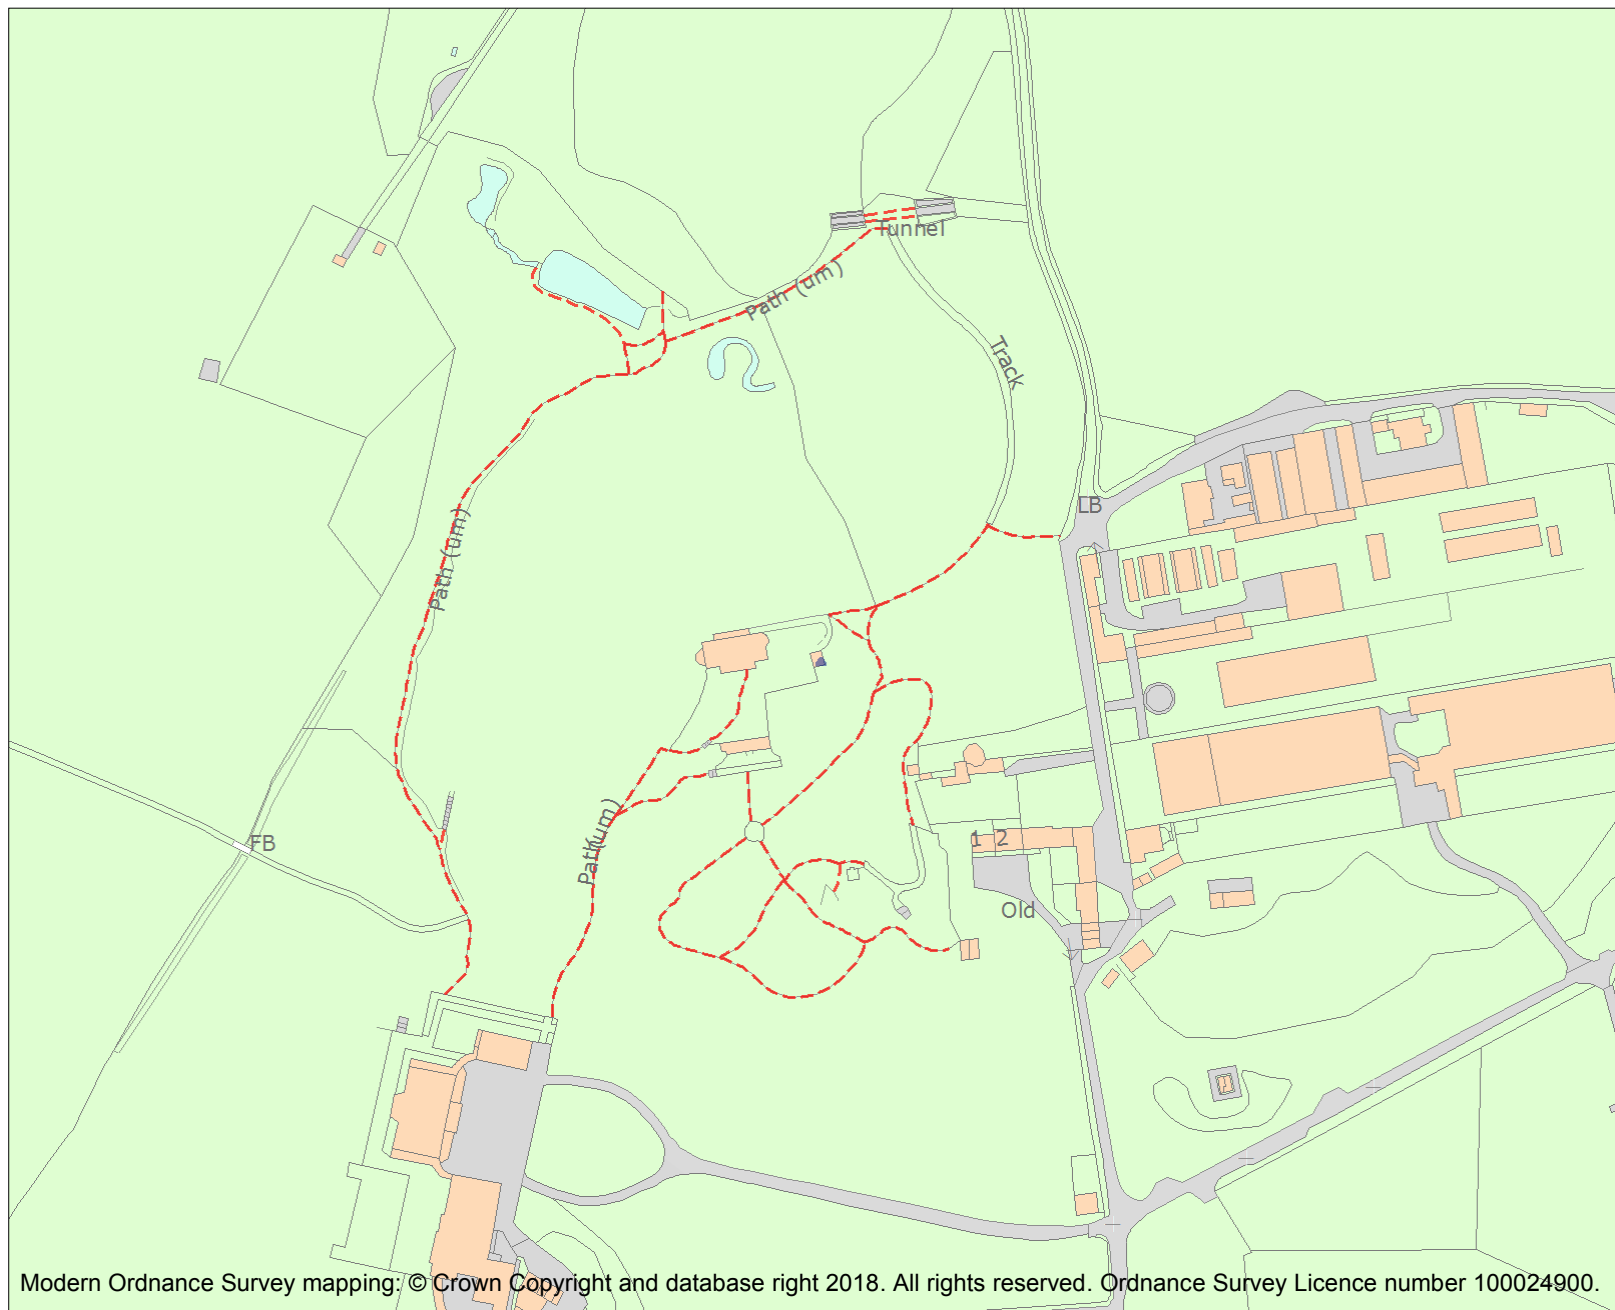 Tunnel
Path (um)
Track
LB
Path (um)
Path(um)
FB
1 2
Old
Modern Ordnance Survey mapping: © Crown Copyright and database right 2018. All rights reserved. Ordnance Survey Licence number 100024900.